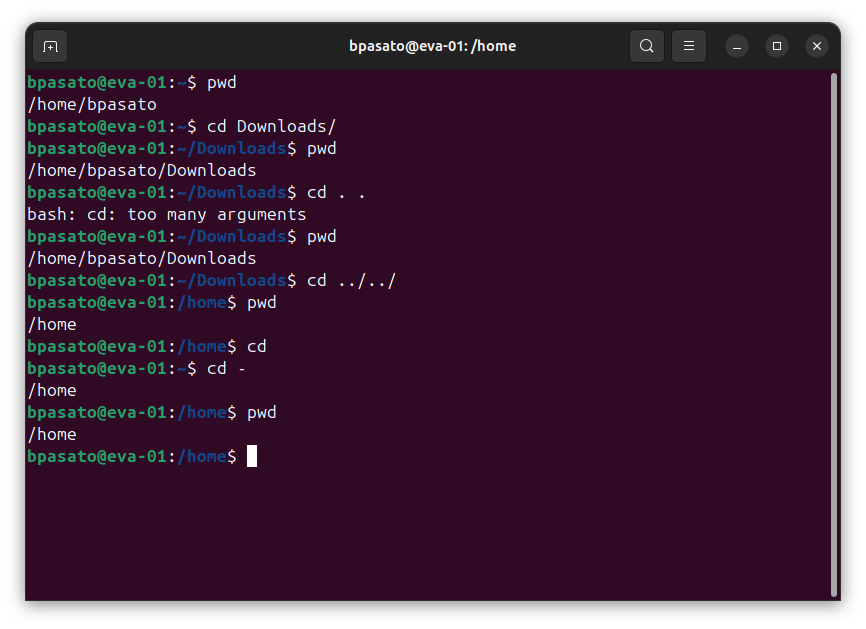 bpasato@eva-01: /home
bpasato@eva-01:~$ pwd
/home/bpasato
bpasato@eva-01:~$ cd Downloads/
bpasato@eva-01:~/Downloads$ pwd
/home/bpasato/Downloads
bpasato@eva-01:~/Downloads$ cd . .
bash: cd: too many arguments
bpasato@eva-01:~/Downloads$ pwd
/home/bpasato/Downloads
bpasato@eva-01:~/Downloads$ cd ../../
bpasato@eva-01:/home$ pwd
/home
bpasato@eva-01:/home$ cd
bpasato@eva-01:~$ cd -
/home
bpasato@eva-01:/home$ pwd
/home
bpasato@eva-01:/home$